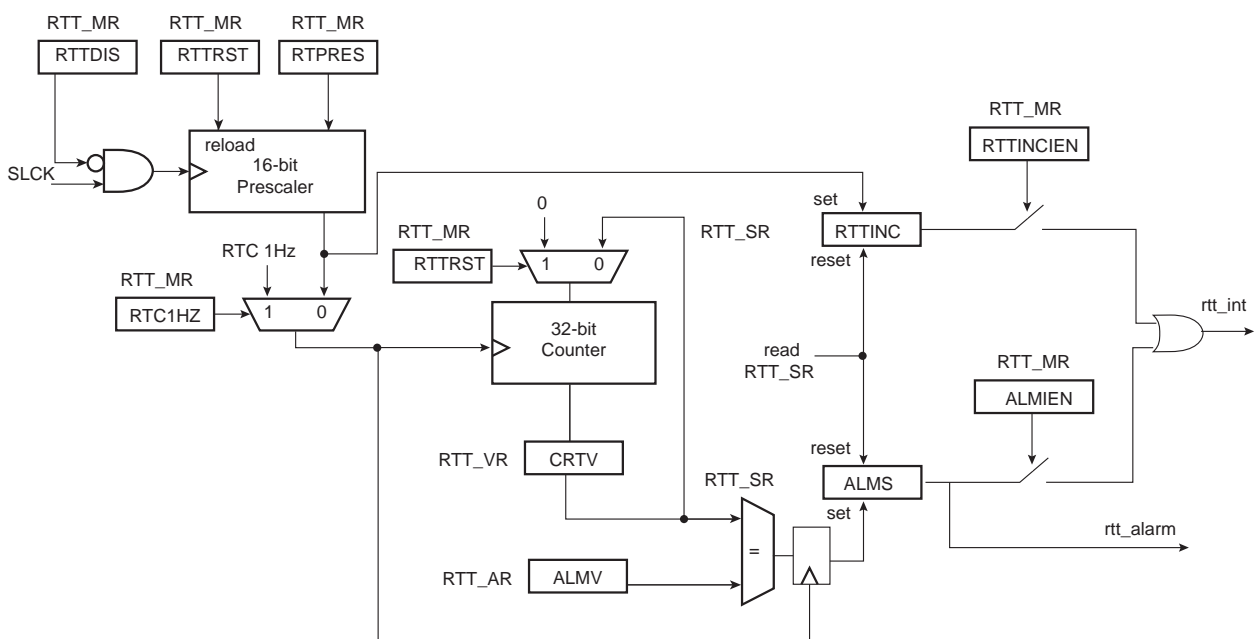 RTT_MR
RTT_MR
RTT_MR
RTTDIS
RTTRST
RTPRES
reload
16-bit
Prescaler
SLCK
RTT_MR
RTTINCIEN
set
RTTINC
reset
RTT_SR
0
RTT_MR
RTTRST
1 0
RTC 1Hz
RTT_MR
RTC1HZ
1 0
32-bit
Counter
rtt_int
read
RTT_SR
RTT_MR
ALMIEN
RTT_VR
CRTV
reset
RTT_SR
ALMS
set
=
rtt_alarm
RTT_AR
ALMV